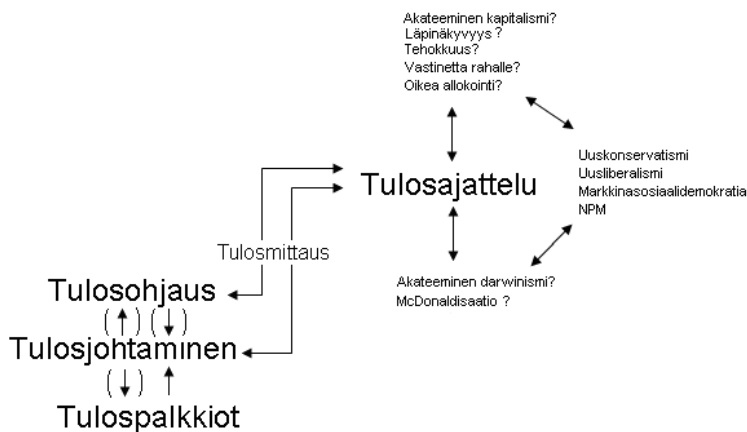 Akateeminen kapitalismi?
Läpinäkyvyys ?
Tehokkuus?
Vastinetta rahalle?
Oikea allokointi?
Uuskonservatismi
Uusliberalismi
Markkinasosiaalidemokratia
NPM
Tulosajattelu
Tulosmittaus
Akateeminen darwinismi?
McDonaldisaatio ?
Tulosohjaus
( ) ( )
Tulosjohtaminen
( )
Tulospalkkiot